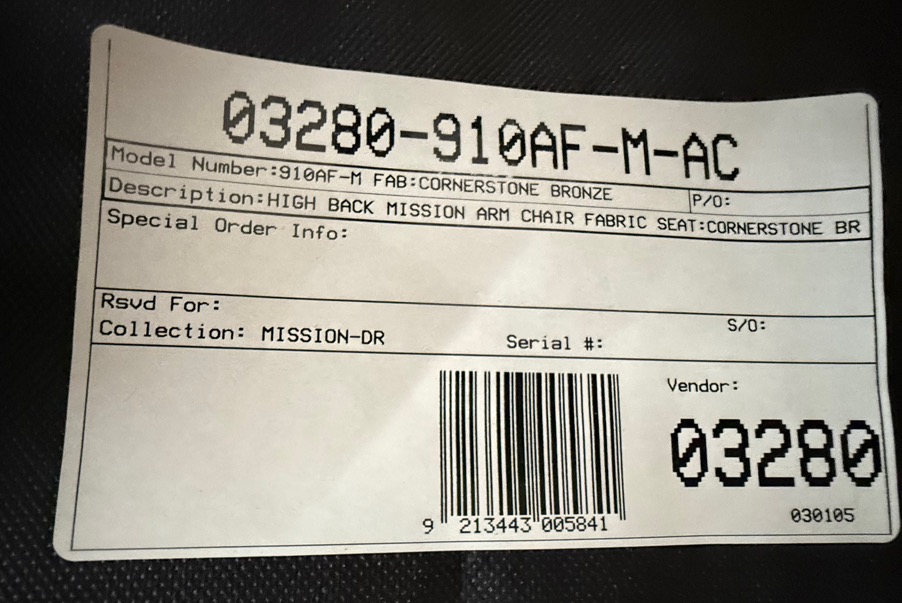 03280-910AF-M-AC
Model Number:910AF-M FAB:CORNERSTONE BRONZE P/O:
Description:HIGH BACK MISSION ARM CHAIR FABRIC SEAT:CORNERSTONE BR
Special Order Info:
Rsvd For: S/O:
Collection: MISSION-DR Serial #:
Vendor:
03280
030105
9 213443 005841